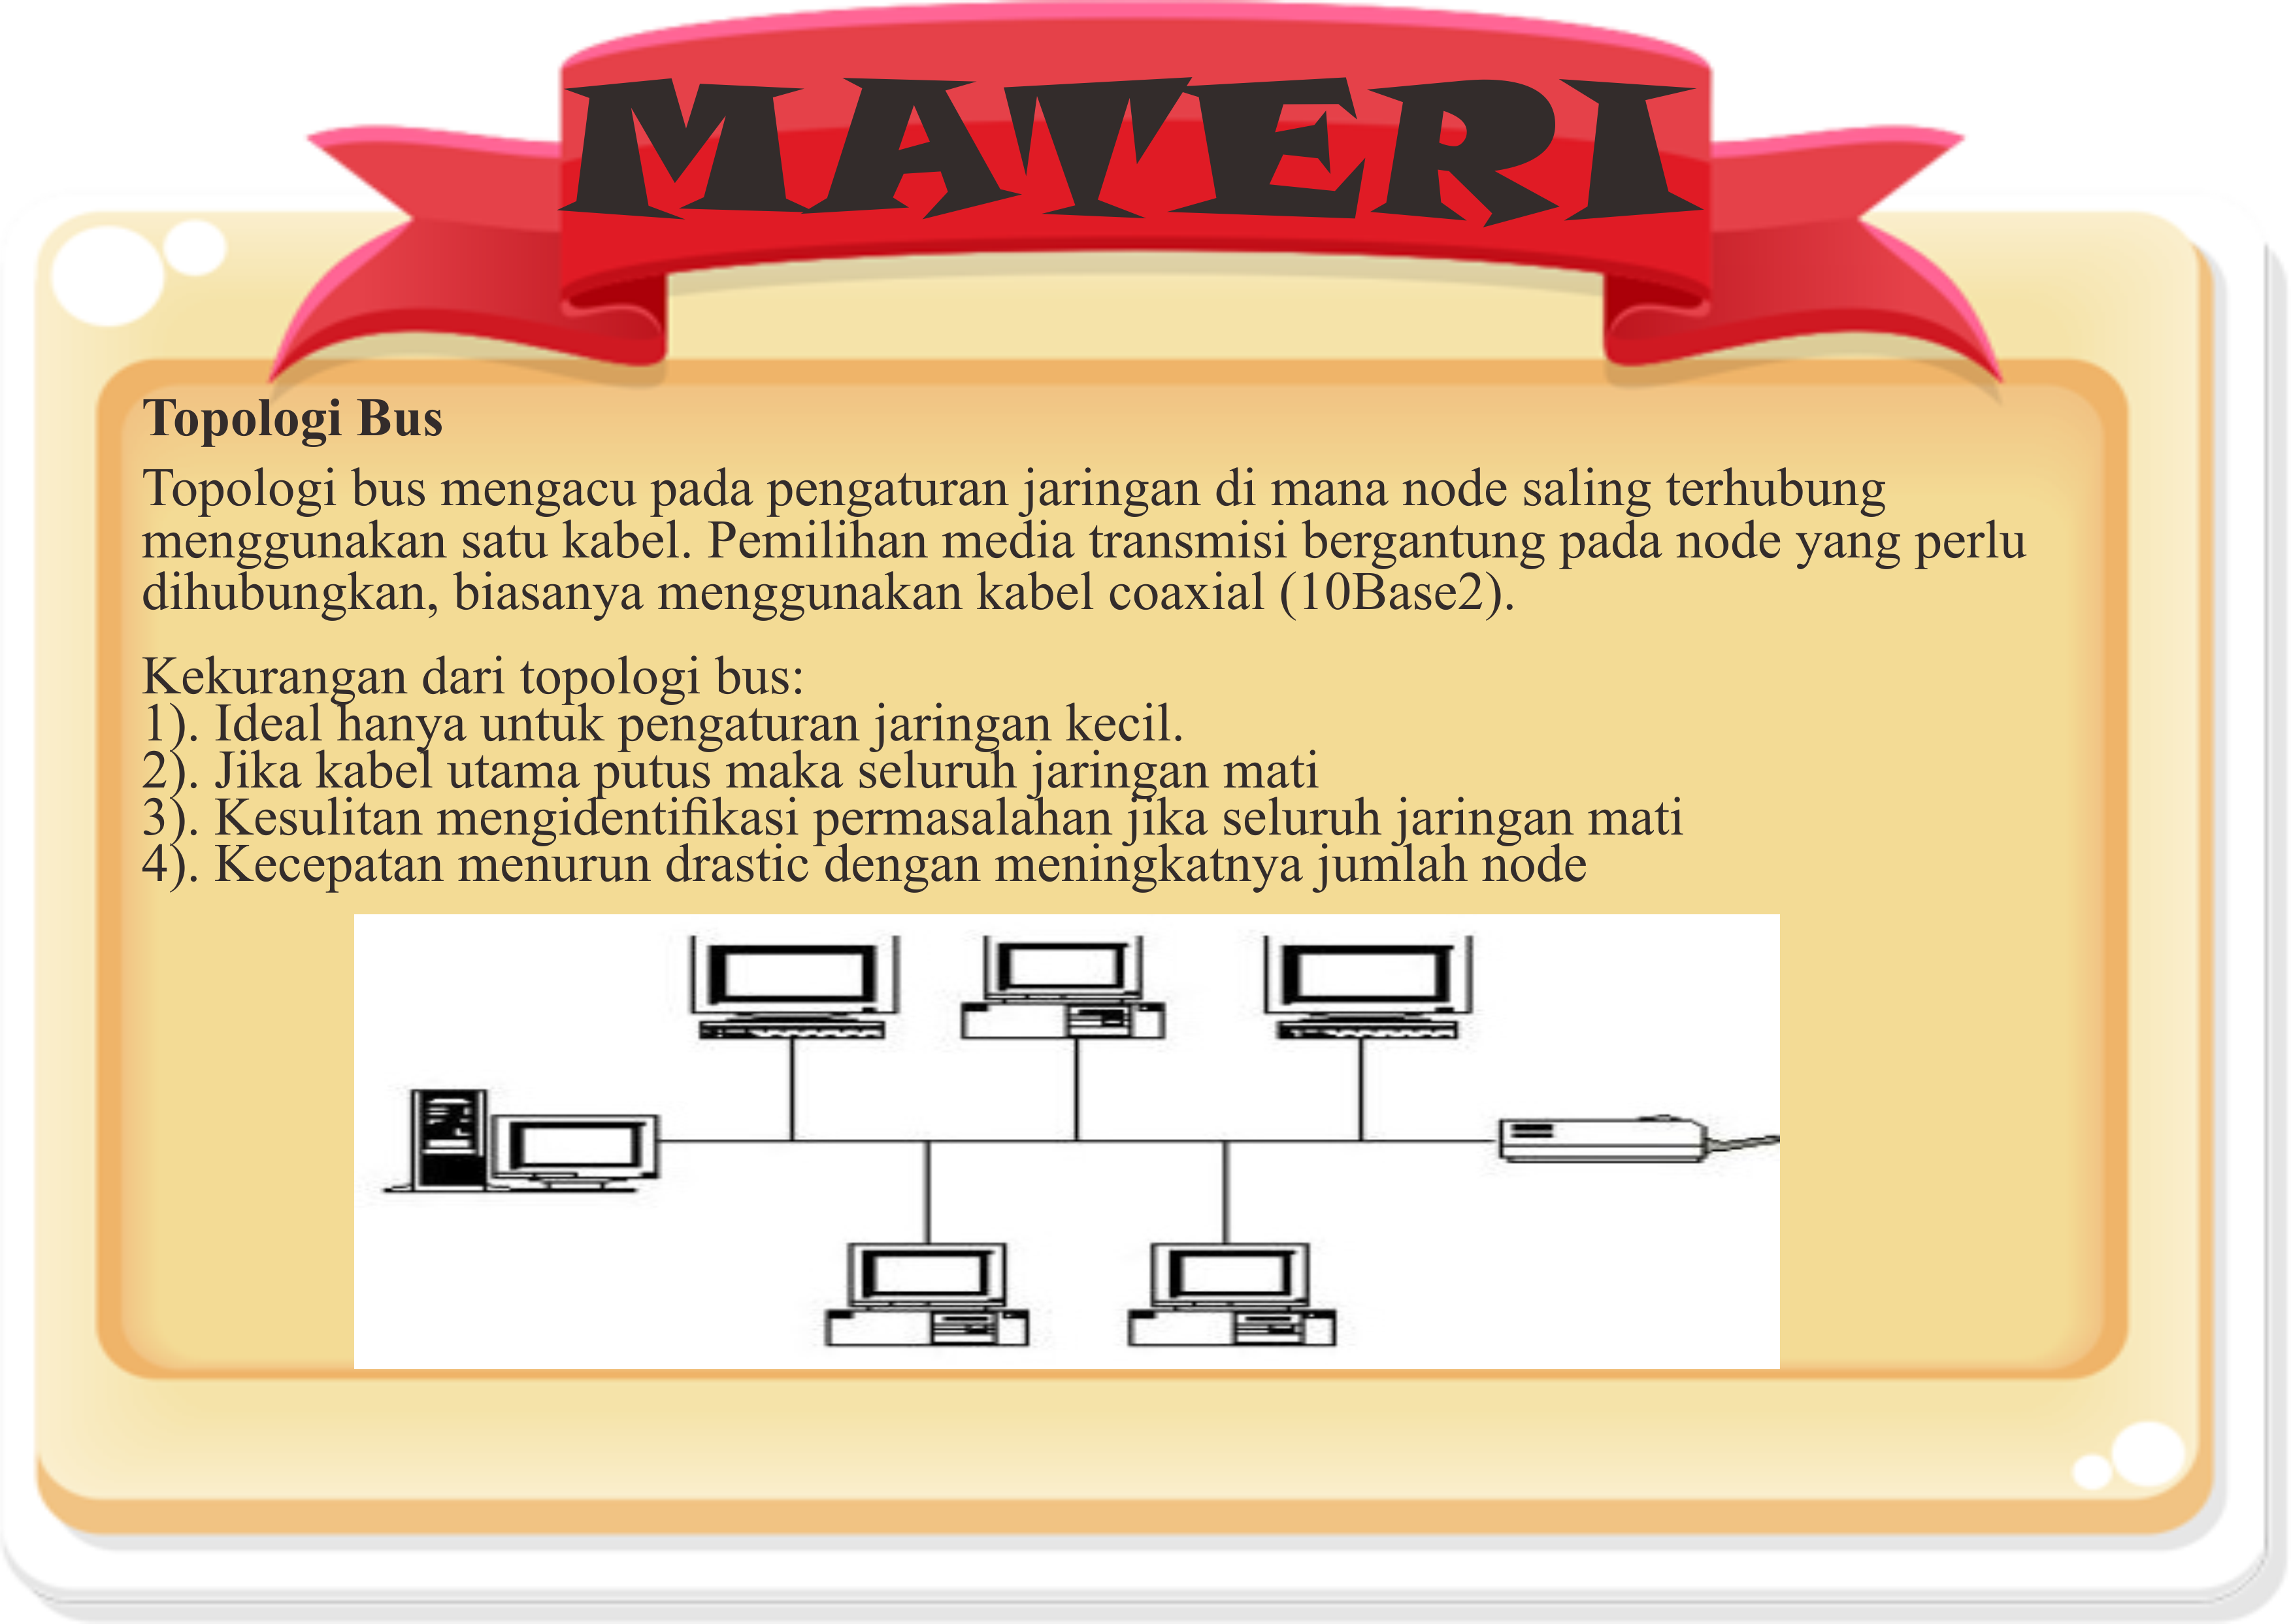 MATERI
Topologi Bus
Topologi bus mengacu pada pengaturan jaringan di mana node saling terhubung
menggunakan satu kabel. Pemilihan media transmisi bergantung pada node yang perlu
dihubungkan, biasanya menggunakan kabel coaxial (10Base2).
Kekurangan dari topologi bus:
1). Ideal hanya untuk pengaturan jaringan kecil.
2). Jika kabel utama putus maka seluruh jaringan mati
3). Kesulitan mengidentifikasi permasalahan jika seluruh jaringan mati
4). Kecepatan menurun drastic dengan meningkatnya jumlah node